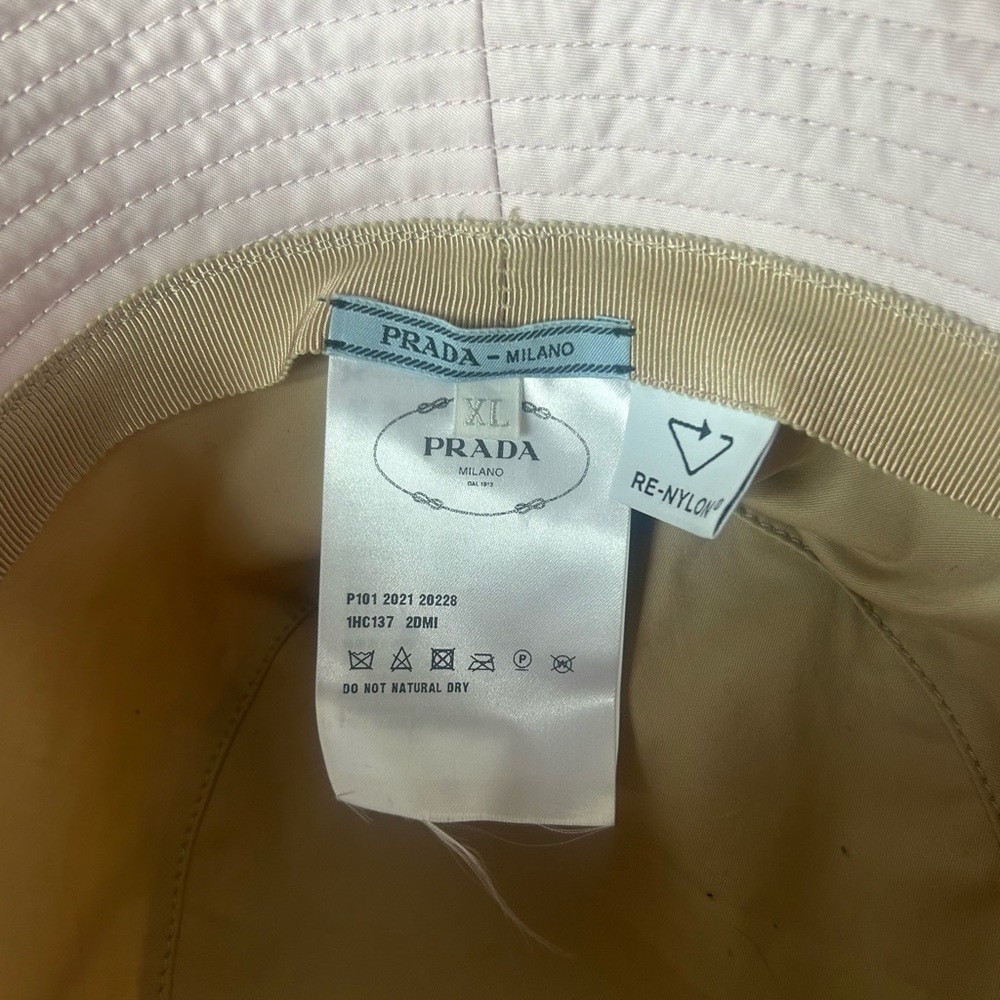 PRADA - MILANO
XL
PRADA
MILANO
DAL 1913
RE-NYLON®
P101 2021 20228
1HC137 2DMI
P
W
DO NOT NATURAL DRY